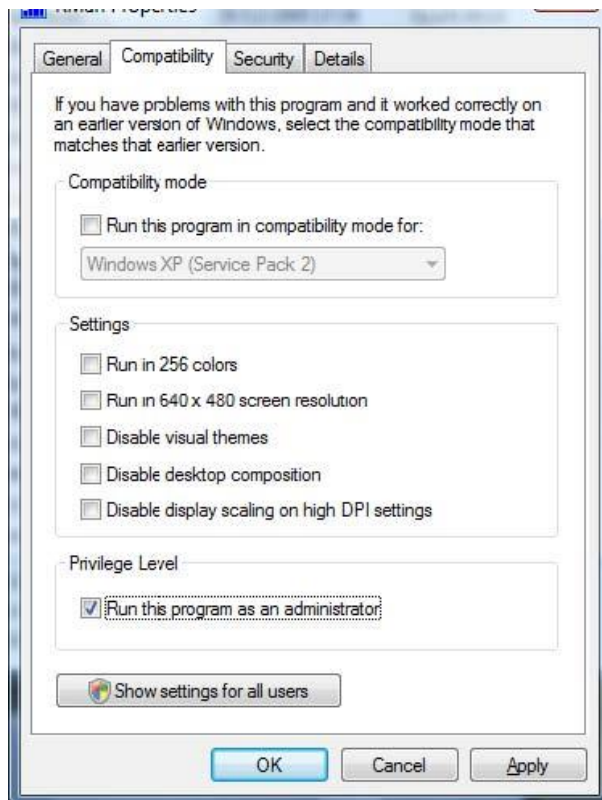 Properties
General Compatibility Security Details
If you have problems with this program and it worked correctly on
an earlier version of Windows, select the compatibility mode that
matches that earlier version.
Compatibility mode
Run this program in compatibility mode for:
Windows XP (Service Pack 2)
Settings
Run in 256 colors
Run in 640 x 480 screen resolution
Disable visual themes
Disable desktop composition
Disable display scaling on high DPI settings
Privilege Level
Run this program as an administrator
Show settings for all users
OK Cancel Apply